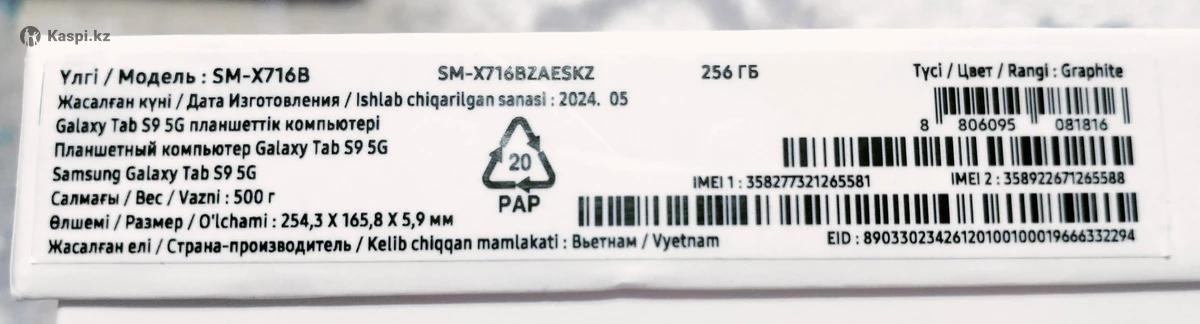 Kaspi.kz
Үлгі / Модель : SM-X716B SM-X716BZAESKZ 256 ГБ Түсі / Цвет / Rangi : Graphite
Жасалған күні / Дата Изготовления / Ishlab chiqarilgan sanasi : 2024. 05
Galaxy Tab S9 5G планшеттік компьютері
8 806095 081816
Планшетный компьютер Galaxy Tab S9 5G
Samsung Galaxy Tab S9 5G
20
PAP
IMEI 1 : 358277321265581 IMEI 2 : 358922671265588
Салмағы / Вес / Vazni : 500 г
Өлшемі / Размер / O'lchami : 254,3 X 165,8 X 5,9 мм
Жасалған елі / Страна-производитель / Kelib chiqqan mamlakati : Вьетнам / Vyetnam
EID : 89033023426120100100019666332294